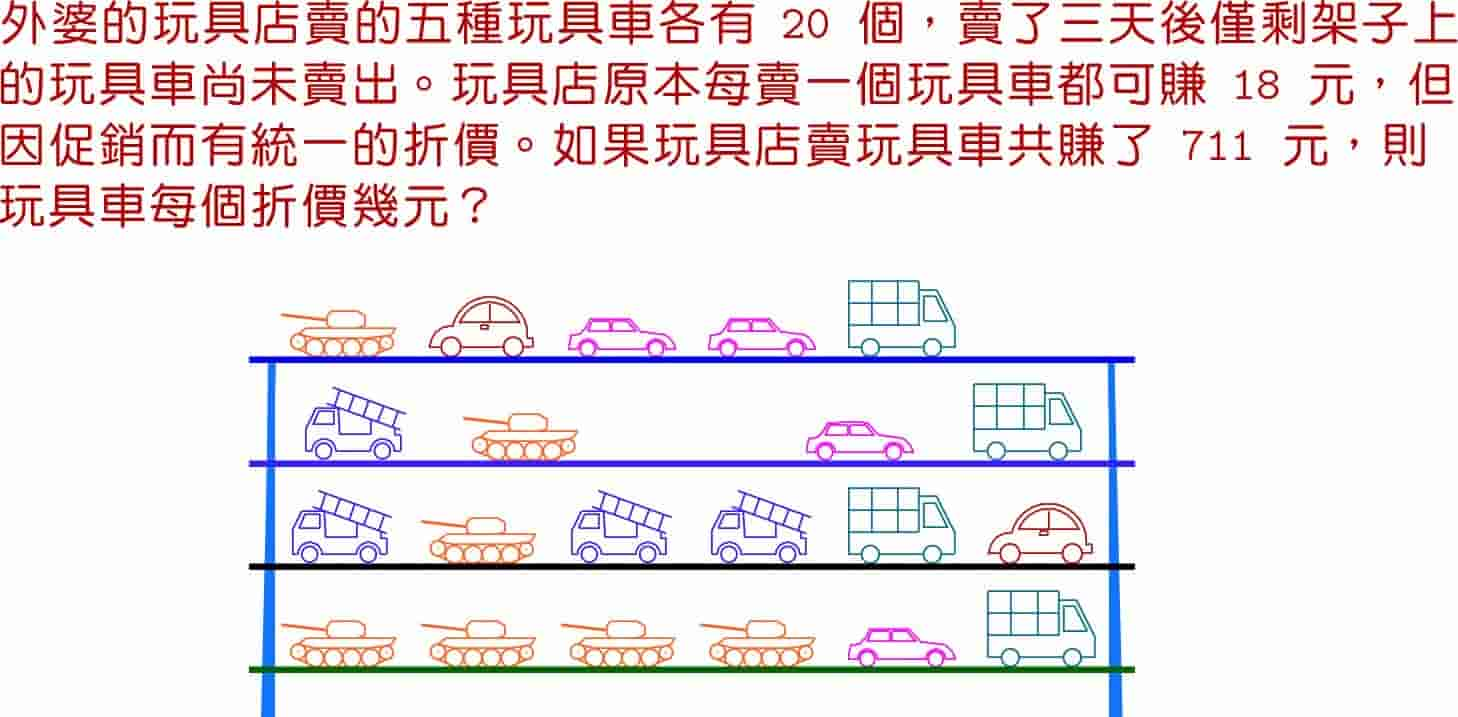 外婆的玩具店賣的五種玩具車各有 20 個，賣了三天後僅剩架子上
的玩具車尚未賣出。玩具店原本每賣一個玩具車都可賺 18 元，但
因促銷而有統一的折價。如果玩具店賣玩具車共賺了 711 元，則
玩具車每個折價幾元？